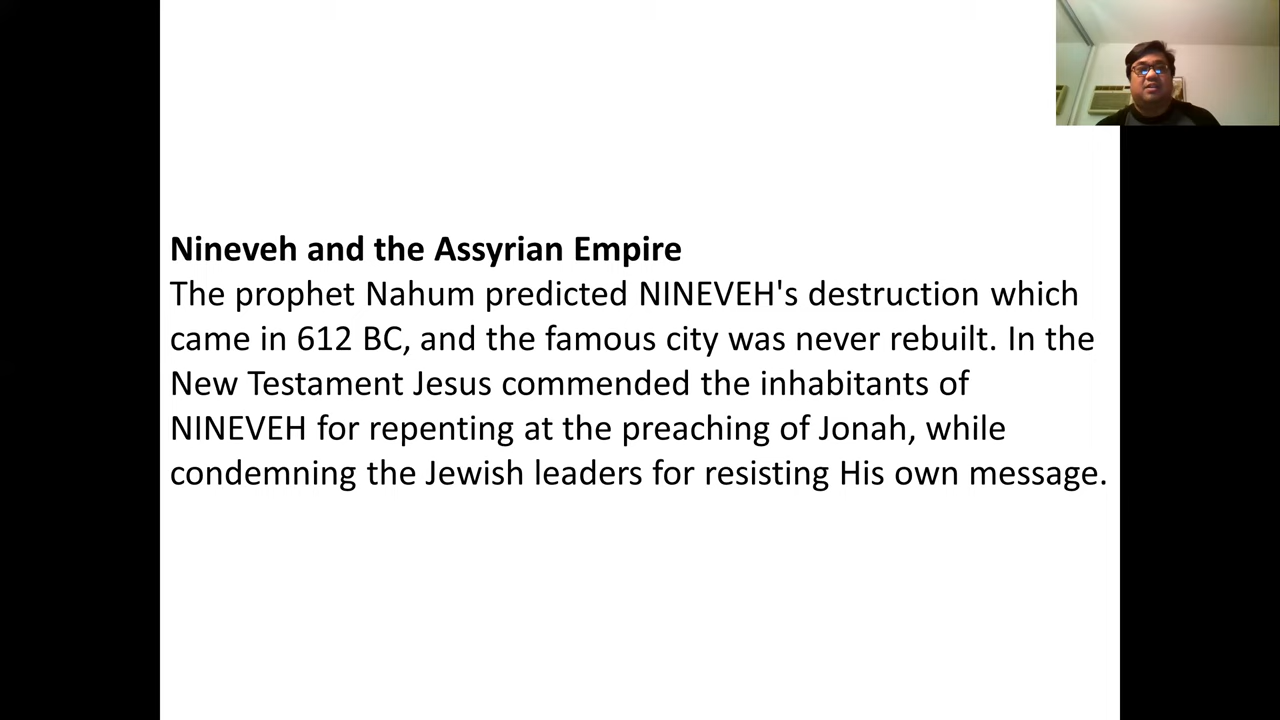 Nineveh and the Assyrian Empire
The prophet Nahum predicted NINEVEH's destruction which
came in 612 BC, and the famous city was never rebuilt. In the
New Testament Jesus commended the inhabitants of
NINEVEH for repenting at the preaching of Jonah, while
condemning the Jewish leaders for resisting His own message.